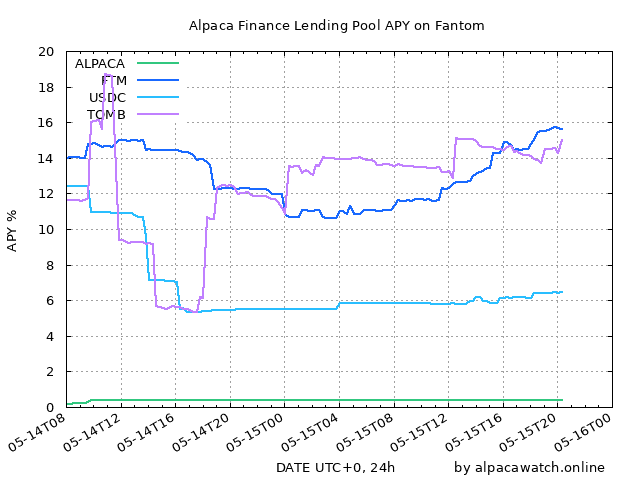 Alpaca Finance Lending Pool APY on Fantom
ALPACA
FTM
USDC
TOMB
20
18
16
14
12
10
8
6
4
2
0
APY %
05-14T08
05-14T12
05-14T16
05-14T20
05-15T00
05-15T04
05-15T08
05-15T12
05-15T16
05-15T20
05-16T00
DATE UTC+0, 24h
by alpacawatch.online